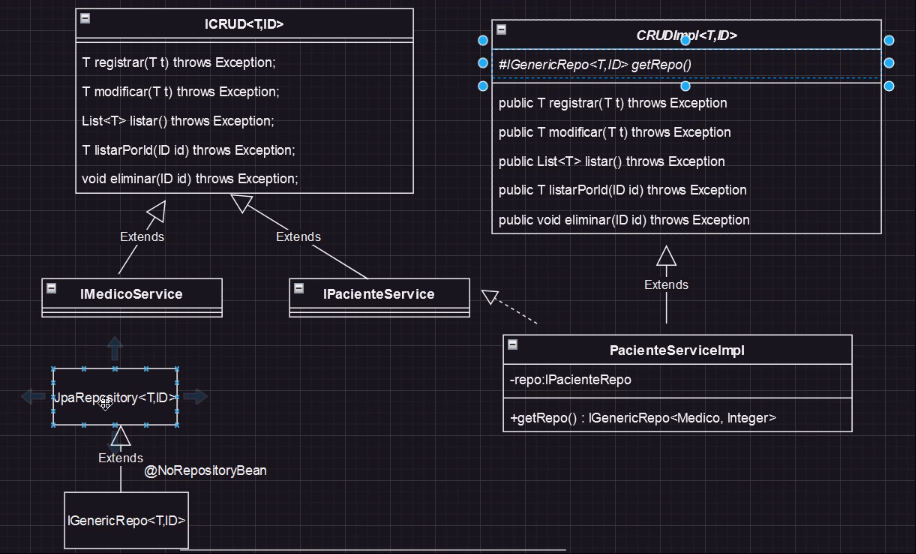 ICRUD<T,ID>
T registrar(T t) throws Exception;
T modificar(T t) throws Exception;
List<T> listar() throws Exception;
T listarPorId(ID id) throws Exception;
void eliminar(ID id) throws Exception;
CRUDImpl<T,ID>
#IGenericRepo<T,ID> getRepo()
public T registrar(T t) throws Exception
public T modificar(T t) throws Exception
public List<T> listar() throws Exception
public T listarPorId(ID id) throws Exception
public void eliminar(ID id) throws Exception
Extends
Extends
Extends
IMedicoService
IPacienteService
PacienteServiceImpl
-repo:IPacienteRepo
+getRepo() : IGenericRepo<Medico, Integer>
JpaRepository<T,ID>
Extends
@NoRepositoryBean
IGenericRepo<T,ID>